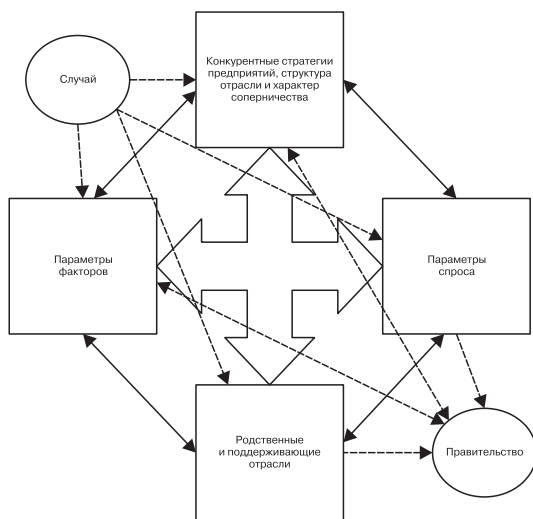 Случай
Конкурентные стратегии
предприятий, структура
отрасли и характер
соперничества
Параметры
факторов
Параметры
спроса
Родственные
и поддерживающие
отрасли
Правительство